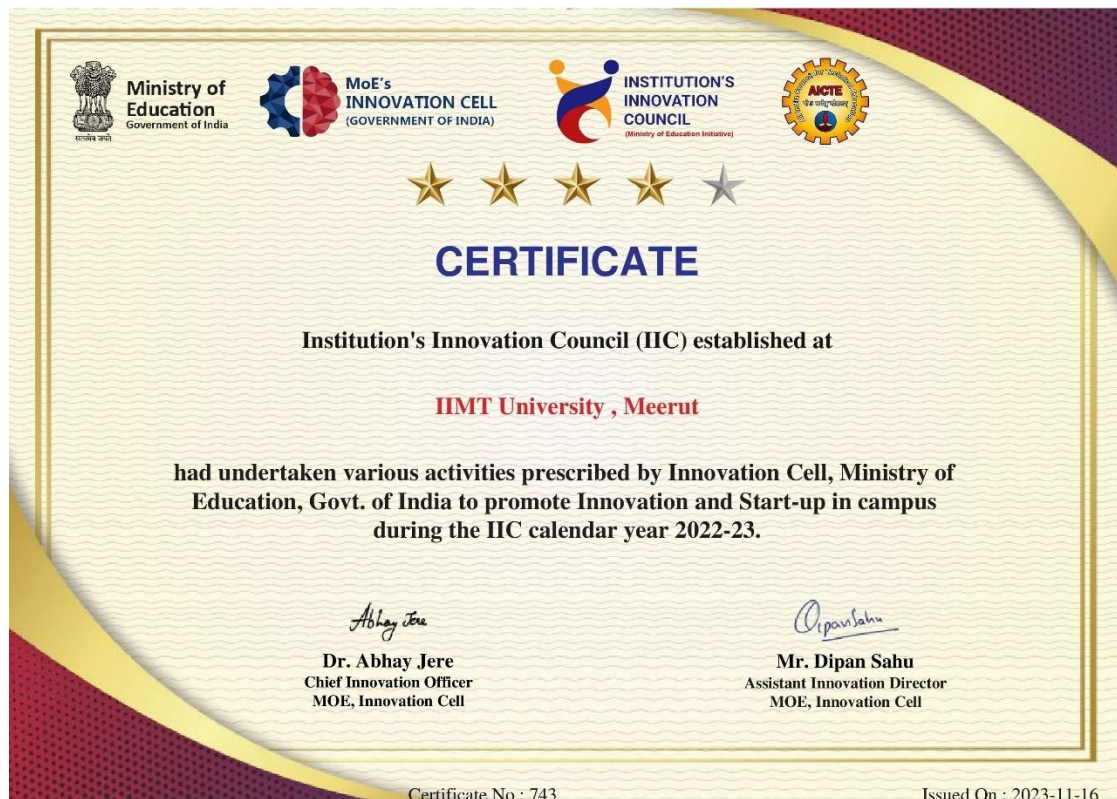 Ministry of
Education
Government of India
सत्यमेव जयते
MoE's
INNOVATION CELL
(GOVERNMENT OF INDIA)
INSTITUTION'S
INNOVATION
COUNCIL
(Ministry of Education Initiative)
AICTE
CERTIFICATE
Institution's Innovation Council (IIC) established at
IIMT University , Meerut
had undertaken various activities prescribed by Innovation Cell, Ministry of
Education, Govt. of India to promote Innovation and Start-up in campus
during the IIC calendar year 2022-23.
Abhay Jere
Dipan Sahu
Dr. Abhay Jere
Chief Innovation Officer
MOE, Innovation Cell
Mr. Dipan Sahu
Assistant Innovation Director
MOE, Innovation Cell
Certificate No : 743
Issued On : 2023-11-16